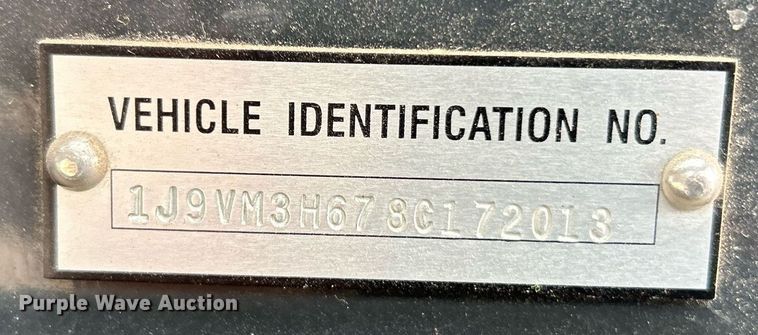 VEHICLE IDENTIFICATION NO.
1J9VM3H678C172013
Purple Wave Auction